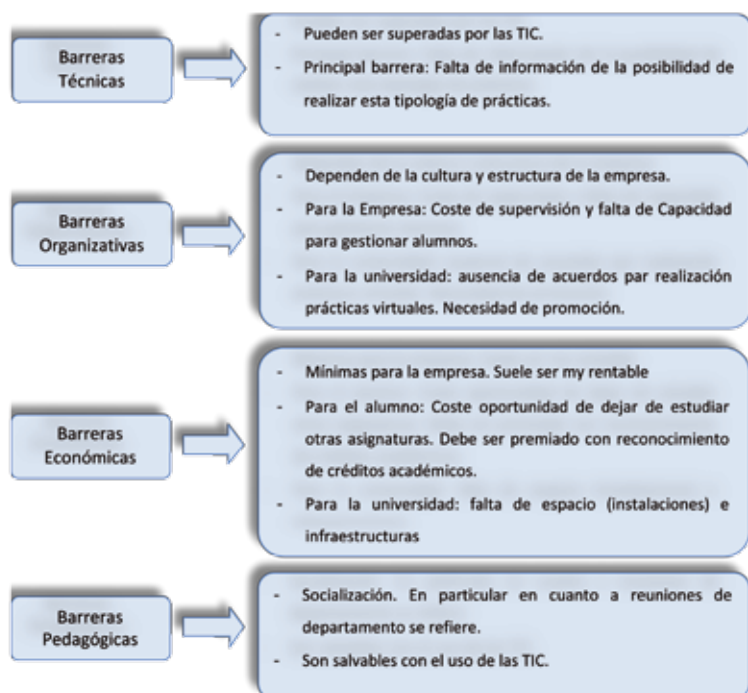 Barreras
Técnicas
- Pueden ser superadas por las TIC.
- Principal barrera: Falta de información de la posibilidad de
realizar esta tipología de prácticas.
Barreras
Organizativas
- Dependen de la cultura y estructura de la empresa.
- Para la Empresa: Coste de supervisión y falta de Capacidad
para gestionar alumnos.
- Para la universidad: ausencia de acuerdos par realización
prácticas virtuales. Necesidad de promoción.
Barreras
Económicas
- Mínimas para la empresa. Suele ser my rentable
- Para el alumno: Coste oportunidad de dejar de estudiar
otras asignaturas. Debe ser premiado con reconocimiento
de créditos académicos.
- Para la universidad: falta de espacio (instalaciones) e
infraestructuras
Barreras
Pedagógicas
- Socialización. En particular en cuanto a reuniones de
departamento se refiere.
- Son salvables con el uso de las TIC.